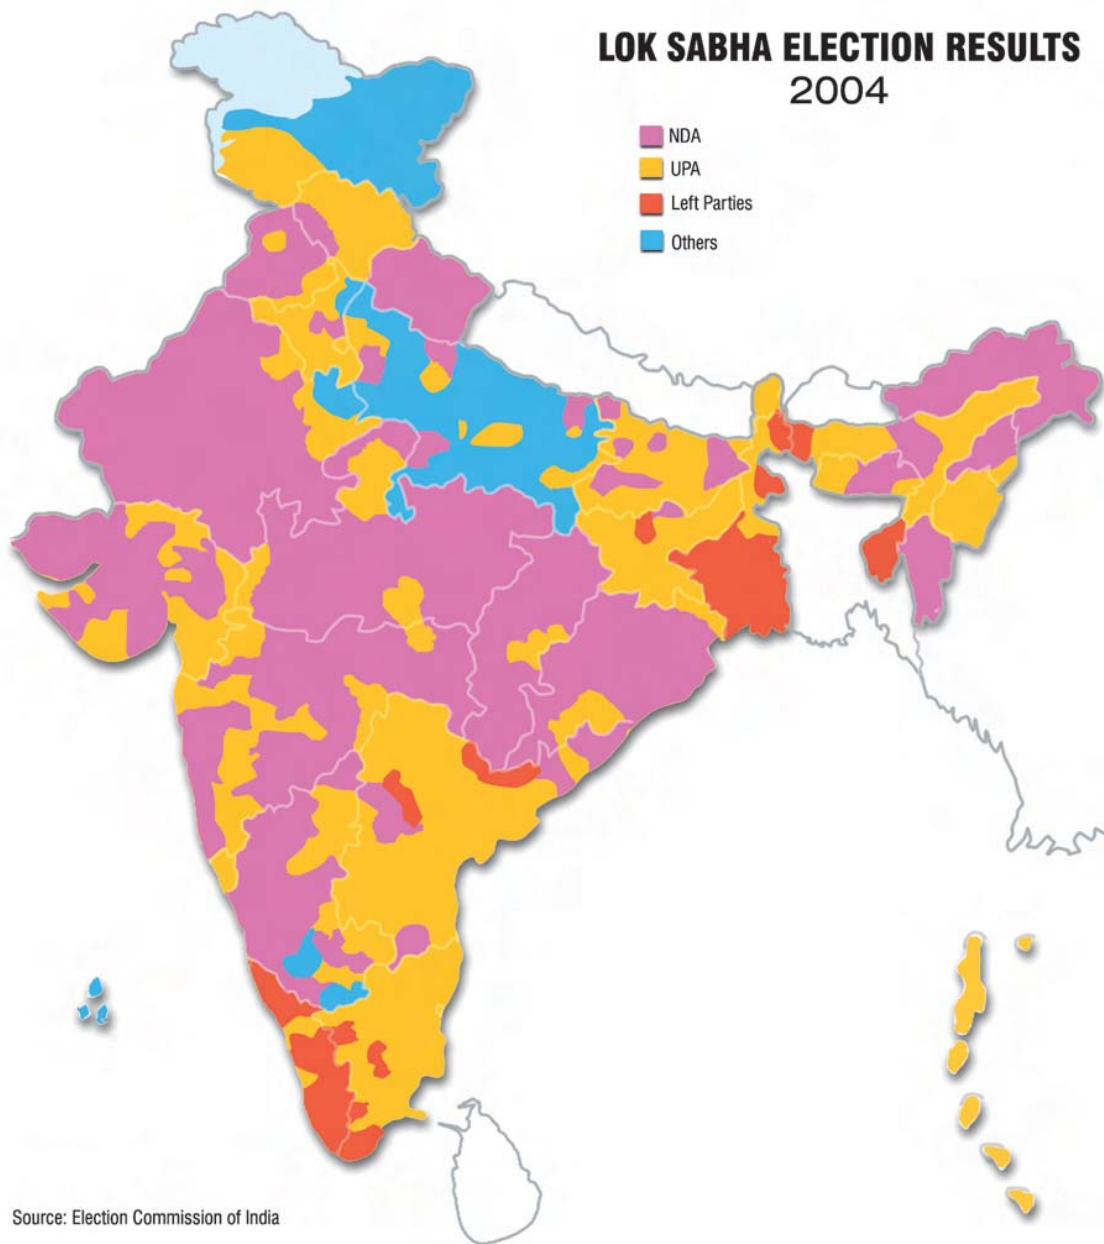 LOK SABHA ELECTION RESULTS
2004
NDA
UPA
Left Parties
Others
Source: Election Commission of India